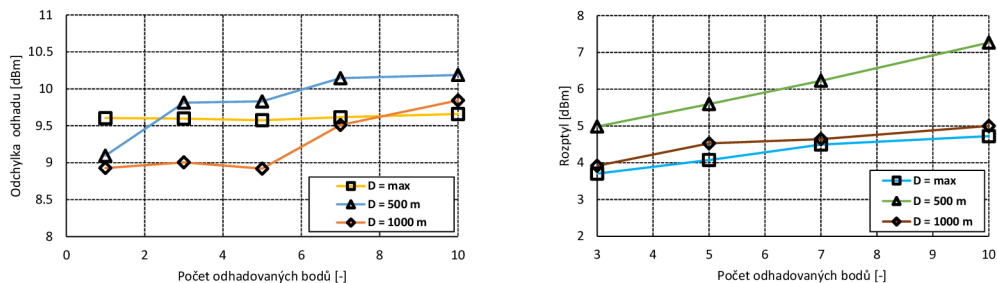 11
10.5
10
9.5
9
8.5
8
Odchylka odhadu [dBm]
0
2
4
6
8
10
Počet odhadovaných bodů [-]
D = max
D = 500 m
D = 1000 m
8
7
6
5
4
3
2
Rozptyl [dBm]
3
4
5
6
7
8
9
10
Počet odhadovaných bodů [-]
D = max
D = 500 m
D = 1000 m